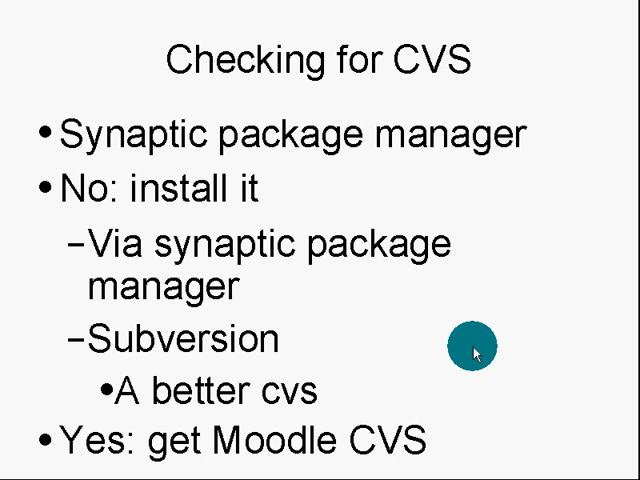 Checking for CVS
•Synaptic package manager
•No: install it
–Via synaptic package
manager
–Subversion
•A better cvs
•Yes: get Moodle CVS